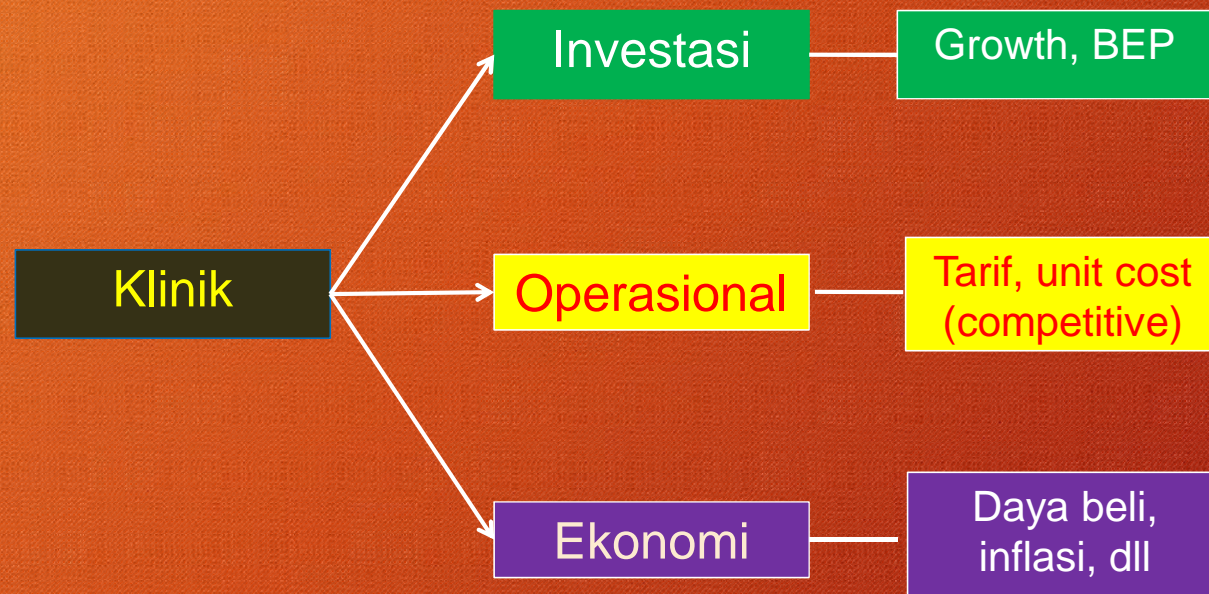 Investasi
Growth, BEP
Klinik
Operasional
Tarif, unit cost
(competitive)
Ekonomi
Daya beli,
inflasi, dll